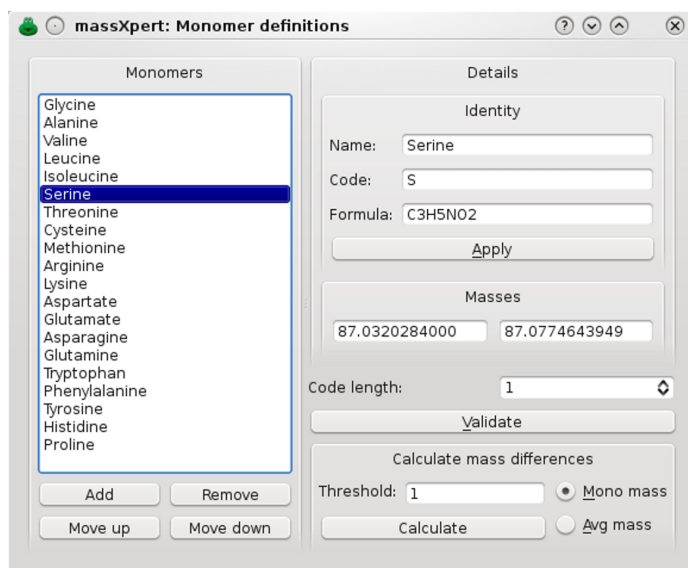 massXpert: Monomer definitions
Monomers
Glycine
Alanine
Valine
Leucine
Isoleucine
Serine
Threonine
Cysteine
Methionine
Arginine
Lysine
Aspartate
Glutamate
Asparagine
Glutamine
Tryptophan
Phenylalanine
Tyrosine
Histidine
Proline
Add Remove
Move up Move down
Details
Identity
Name: Serine
Code: S
Formula: C3H5NO2
Apply
Masses
87.0320284000 87.0774643949
Code length: 1
Validate
Calculate mass differences
Threshold: 1 Mono mass
Calculate Avg mass